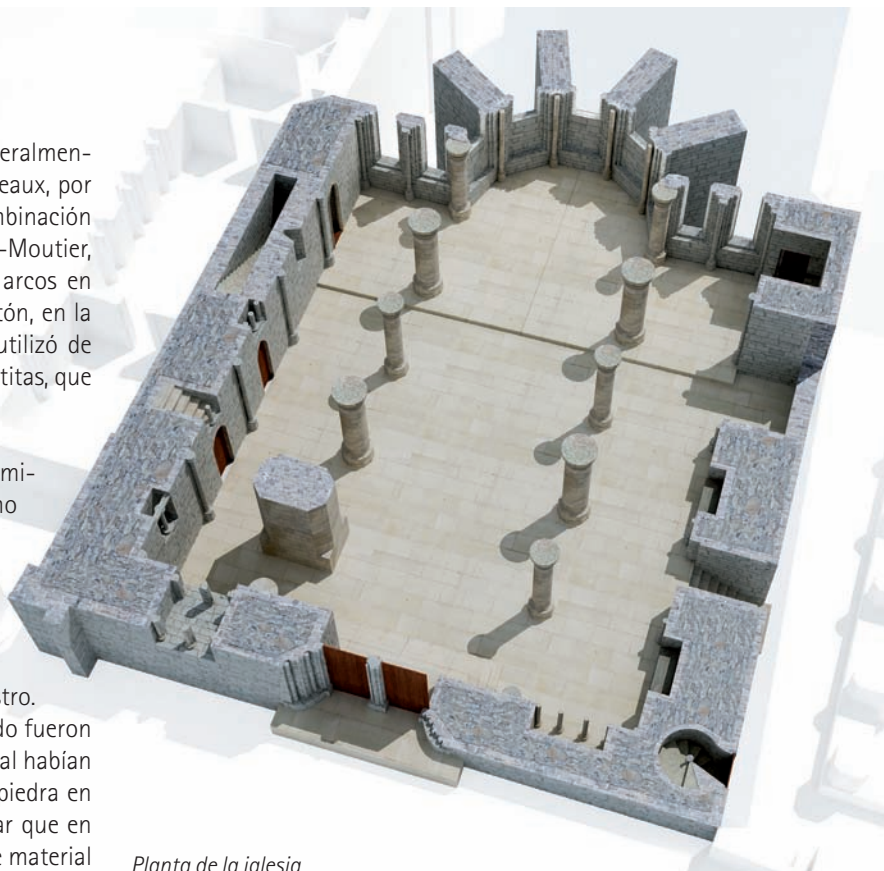 eralmen-
eaux, por
mbinación
-Moutier,
arcos en
tón, en la
utilizó de
titas, que
mi-
no
stro.
do fueron
al habían
piedra en
ar que en
e material
Planta de la iglesia